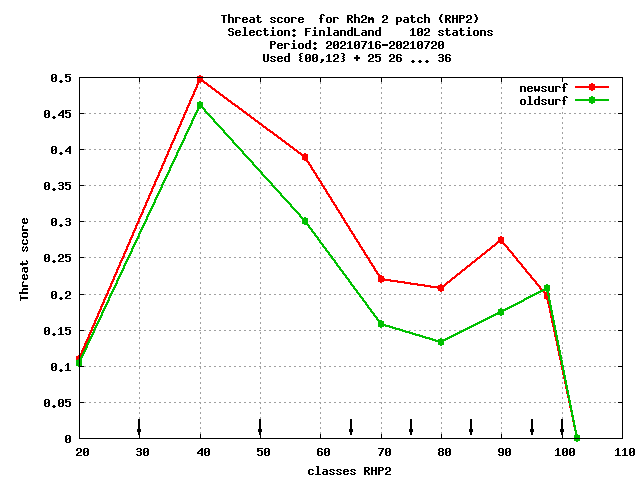 Threat score  for Rh2m 2 patch (RHP2)
Selection: FinlandLand    102 stations
Period: 20210716-20210720
Used {00,12} + 25 26 ... 36
newsurf
oldsurf
0.5
0.45
0.4
0.35
0.3
0.25
0.2
0.15
0.1
0.05
0
Threat score
20 30 40 50 60 70 80 90 100 110
classes RHP2